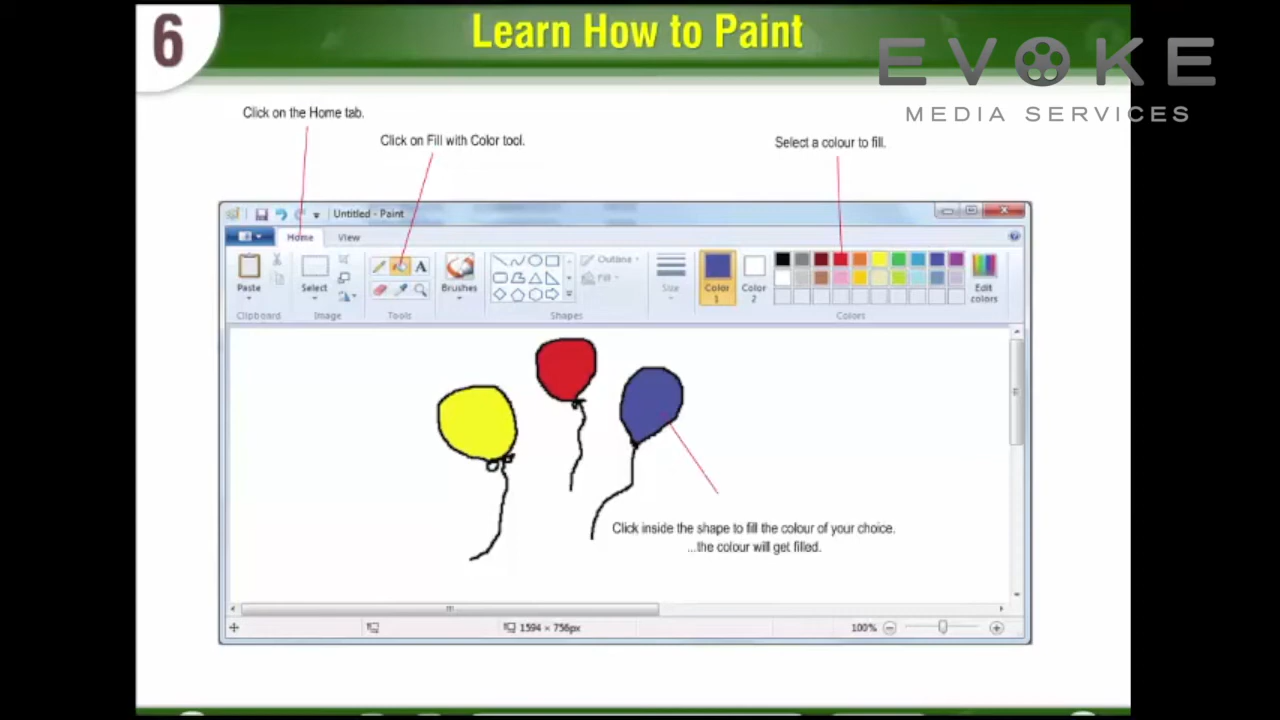 6
Learn How to Paint
EVOKE
MEDIA SERVICES
Click on the Home tab.
Click on Fill with Color tool.
Select a colour to fill.
Untitled - Paint
Home
View
A
Outline
Fill
Paste
Select
Brushes
Size
Color 1
Color 2
Edit colors
Clipboard
Image
Tools
Shapes
Colors
Click inside the shape to fill the colour of your choice.
...the colour will get filled.
1594 × 756px
100%